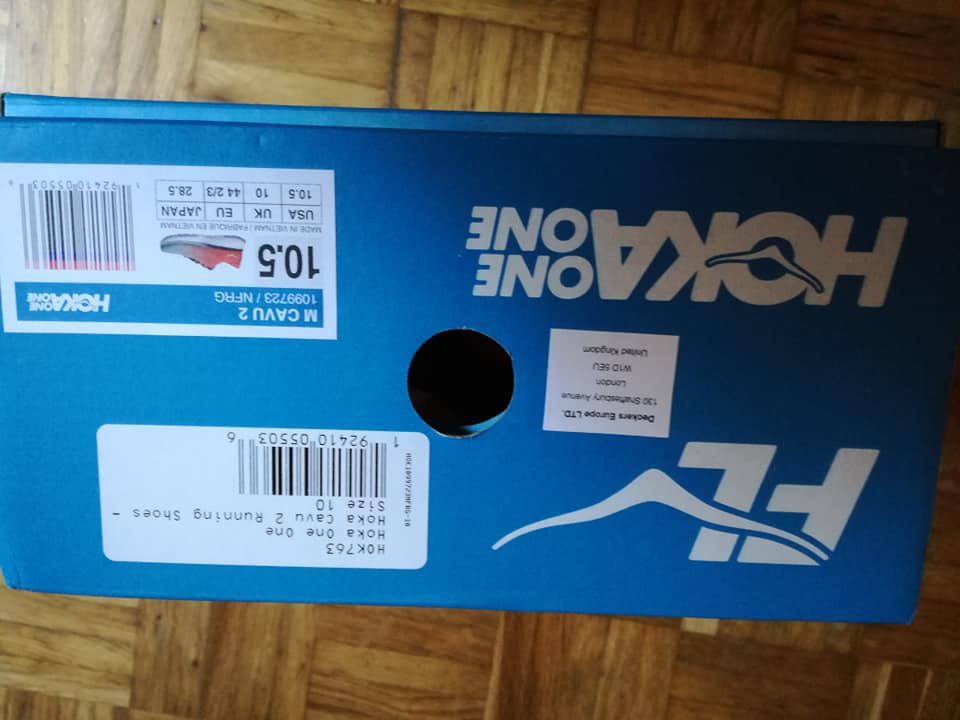 FL
HOK763
Hoka One One
Hoka Cavu 2 Running Shoes -
Size 10
1 92410 05503 6
Deckers Europe LTD.
130 Shaftesbury Avenue
London
W1D 5EU
United Kingdom
HOKA ONE ONE
M CAVU 2
1099723 / NFRG
HOKA ONE ONE
10.5
MADE IN VIETNAM / FABRIQUE EN VIETNAM
USA UK EU JAPAN
10.5 10 44 2/3 28.5
1 92410 05503 6